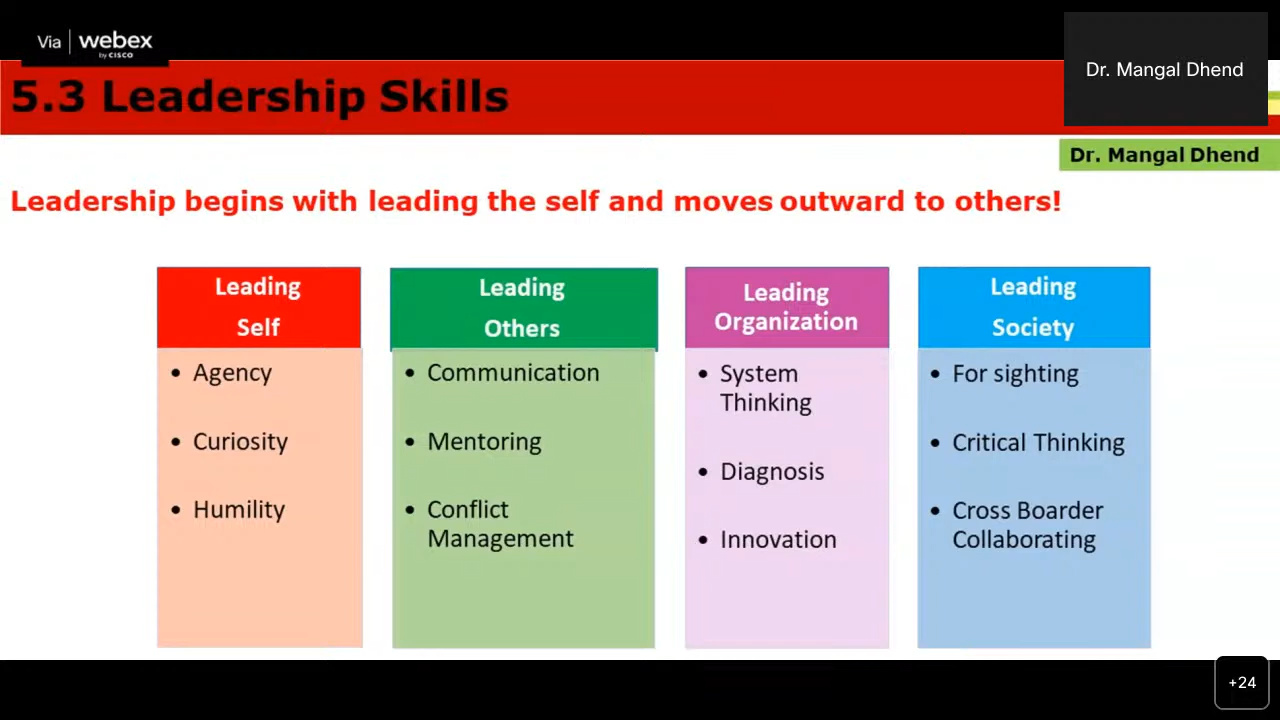 Via | webex
by CISCO
Dr. Mangal Dhend
5.3 Leadership Skills
Dr. Mangal Dhend
Leadership begins with leading the self and moves outward to others!
Leading
Self
• Agency
• Curiosity
• Humility
Leading
Others
• Communication
• Mentoring
• Conflict
Management
Leading
Organization
• System
Thinking
• Diagnosis
• Innovation
Leading
Society
• For sighting
• Critical Thinking
• Cross Boarder
Collaborating
+24